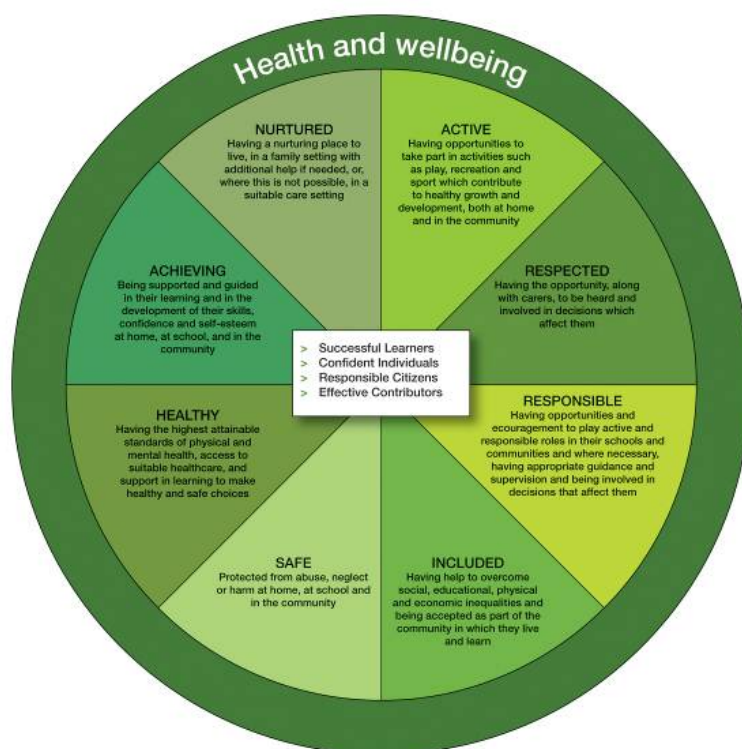 Health and wellbeing
NURTURED
Having a nurturing place to
live, in a family setting with
additional help if needed, or,
where this is not possible, in a
suitable care setting
ACTIVE
Having opportunities to
take part in activities such
as play, recreation and
sport which contribute
to healthy growth and
development, both at home
and in the community
RESPECTED
Having the opportunity, along
with carers, to be heard and
involved in decisions which
affect them
RESPONSIBLE
Having opportunities and
ecouragement to play active and
responsible roles in their schools and
communities and where necessary,
having appropriate guidance and
supervision and being involved in
decisions that affect them
INCLUDED
Having help to overcome
social, educational, physical
and economic inequalities and
being accepted as part of the
community in which they live
and learn
SAFE
Protected from abuse, neglect
or harm at home, at school and
in the community
HEALTHY
Having the highest attainable
standards of physical and
mental health, access to
suitable healthcare, and
support in learning to make
healthy and safe choices
ACHIEVING
Being supported and guided
in their learning and in the
development of their skills,
confidence and self-esteem
at home, at school, and in the
community
> Successful Learners
> Confident Individuals
> Responsible Citizens
> Effective Contributors